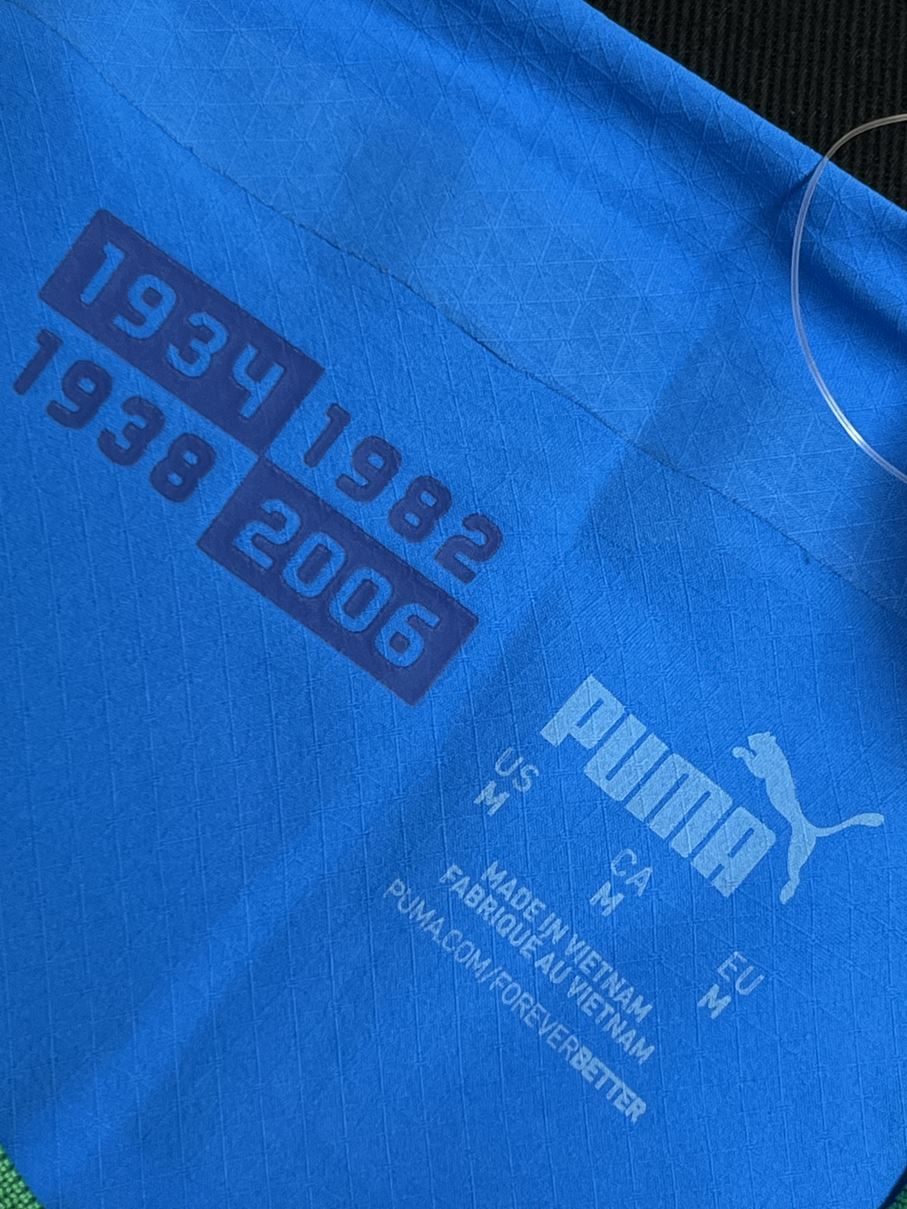 1934 1982
1938 2006
PUMA
US CA EU
M M M
MADE IN VIETNAM
FABRIQUÉ AU VIETNAM
PUMA.COM/FOREVERBETTER